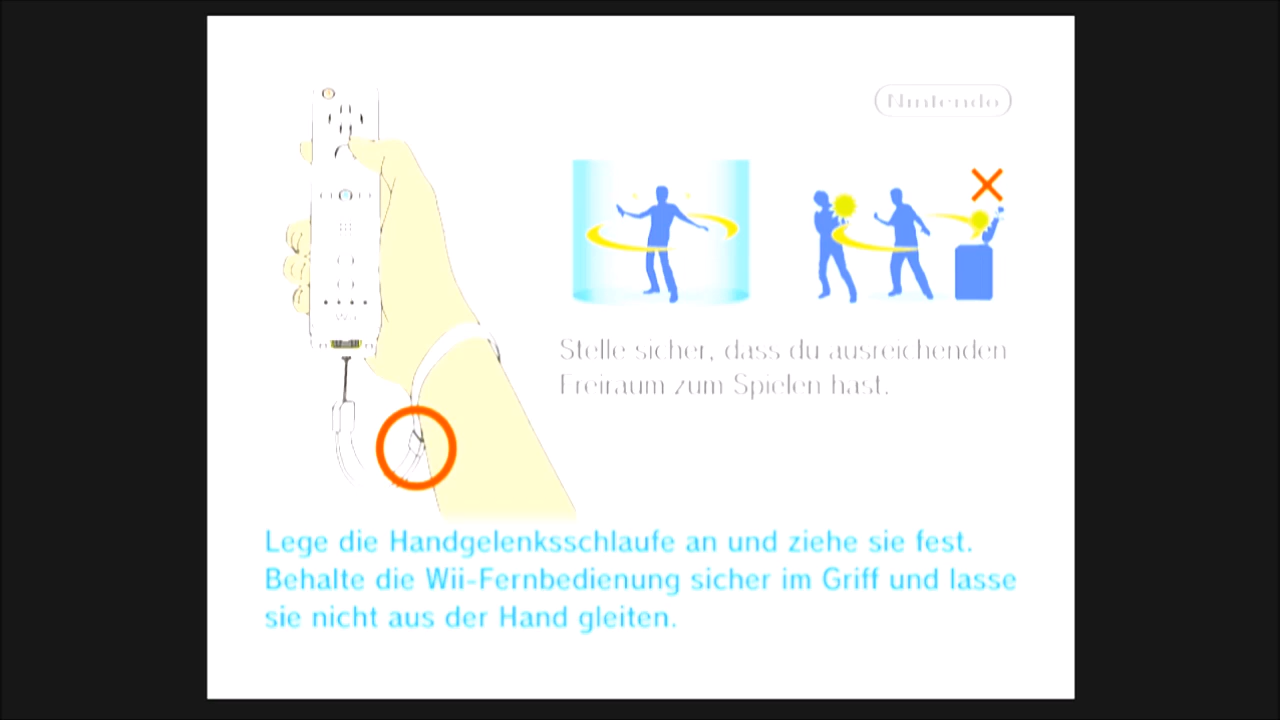 Nintendo
Wii
Stelle sicher, dass du ausreichenden
Freiraum zum Spielen hast.
Lege die Handgelenksschlaufe an und ziehe sie fest.
Behalte die Wii-Fernbedienung sicher im Griff und lasse
sie nicht aus der Hand gleiten.